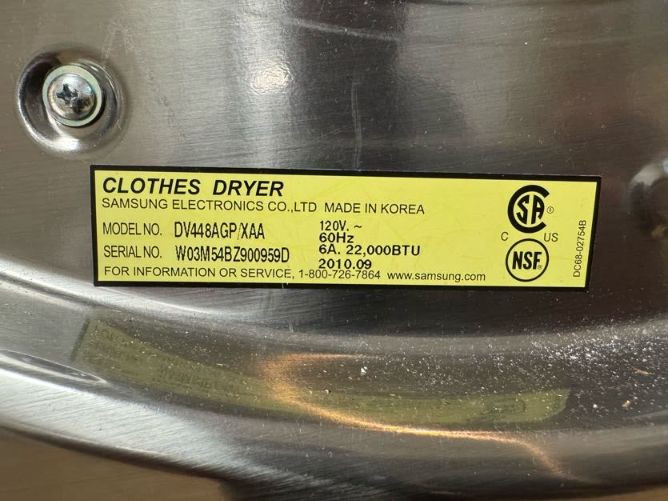 CLOTHES DRYER
SAMSUNG ELECTRONICS CO.,LTD MADE IN KOREA
MODEL NO. DV448AGP/XAA 120V. ~
60Hz
SERIAL NO. W03M54BZ900959D 6A. 22,000BTU
2010.09
FOR INFORMATION OR SERVICE, 1-800-726-7864 www.samsung.com
CSA®
C US
NSF.
DC68-02754B